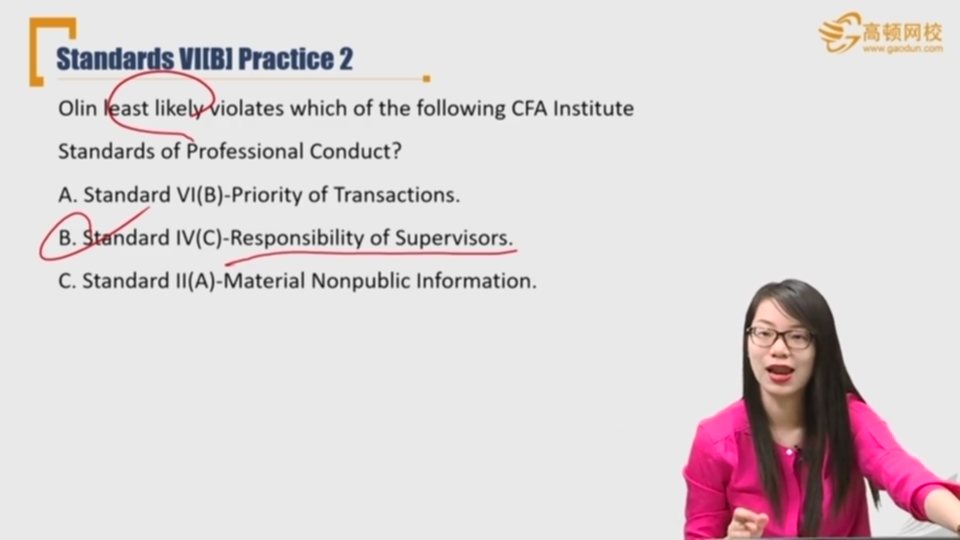 Standards VI[B] Practice 2
高顿网校
www.gaodun.com
Olin least likely violates which of the following CFA Institute
Standards of Professional Conduct?
A. Standard VI(B)-Priority of Transactions.
B. Standard IV(C)-Responsibility of Supervisors.
C. Standard II(A)-Material Nonpublic Information.